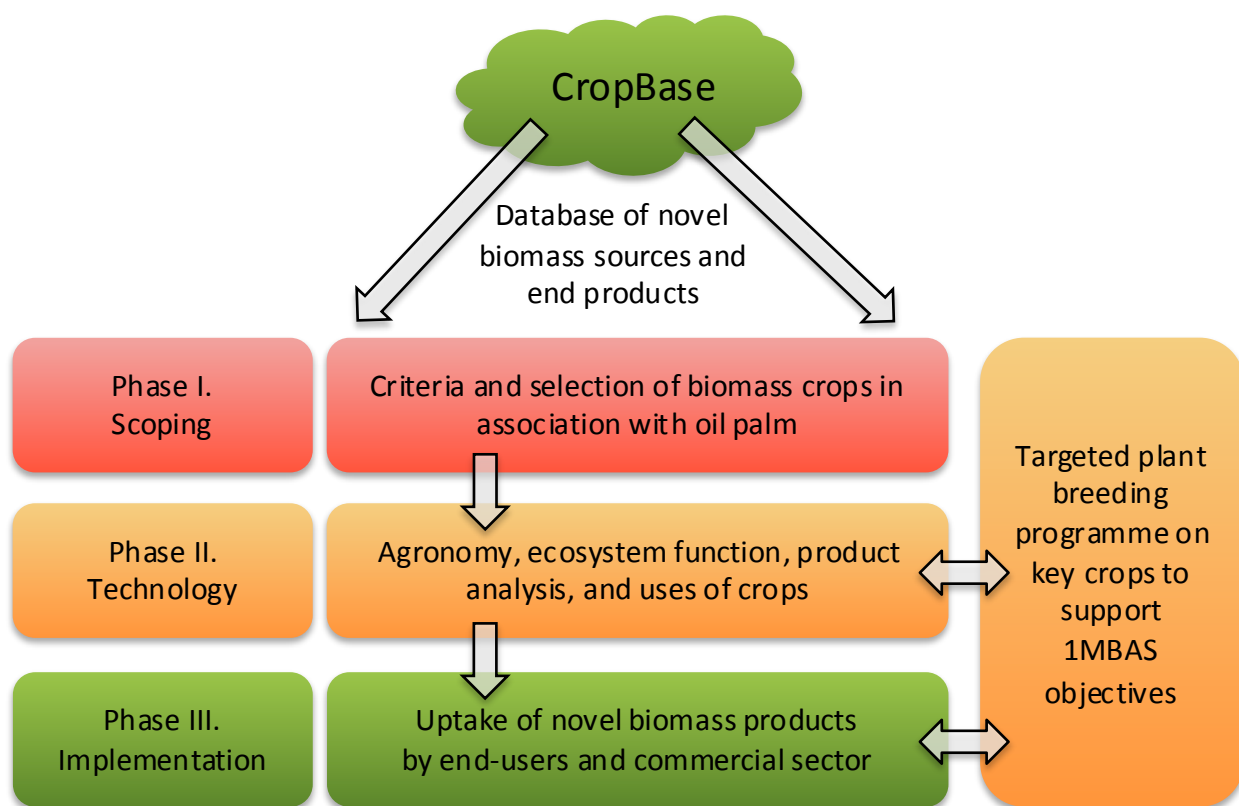 CropBase
Database of novel
biomass sources and
end products
Phase I.
Scoping
Criteria and selection of biomass crops in
association with oil palm
Phase II.
Technology
Agronomy, ecosystem function, product
analysis, and uses of crops
Phase III.
Implementation
Uptake of novel biomass products
by end-users and commercial sector
Targeted plant
breeding
programme on
key crops to
support
1MBAS
objectives